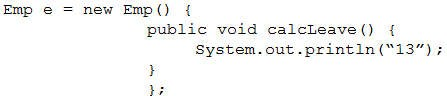 Emp e = new Emp() {
public void calcLeave() {
System.out.println(“13”);
}
};